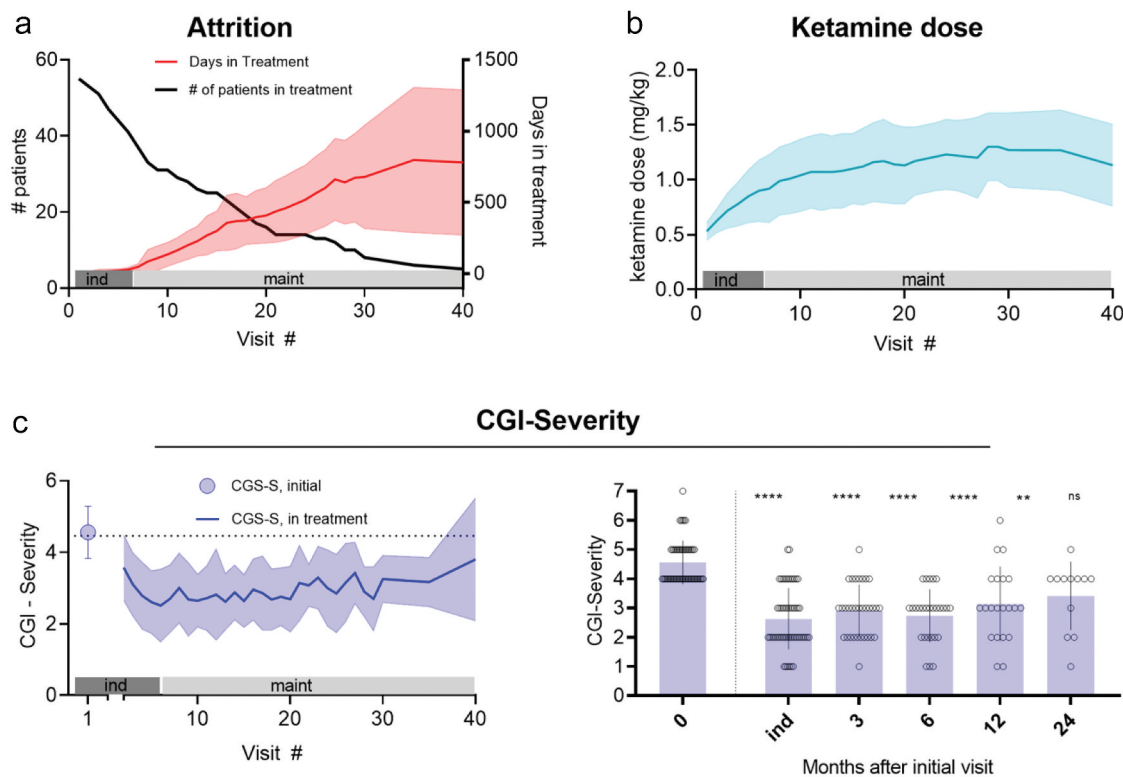 a
Attrition
Days in Treatment
# of patients in treatment
60
40
20
0
# patients
1500
1000
500
0
Days in treatment
ind
maint
0
10
20
30
40
Visit #
b
Ketamine dose
2.0
1.5
1.0
0.5
0.0
ketamine dose (mg/kg)
ind
maint
0
10
20
30
40
Visit #
c
CGI-Severity
CGS-S, initial
CGS-S, in treatment
6
4
2
0
CGI - Severity
ind
maint
1
10
20
30
40
Visit #
**** **** **** **** ** ns
7
6
5
4
3
2
1
0
CGI-Severity
0
ind
3
6
12
24
Months after initial visit